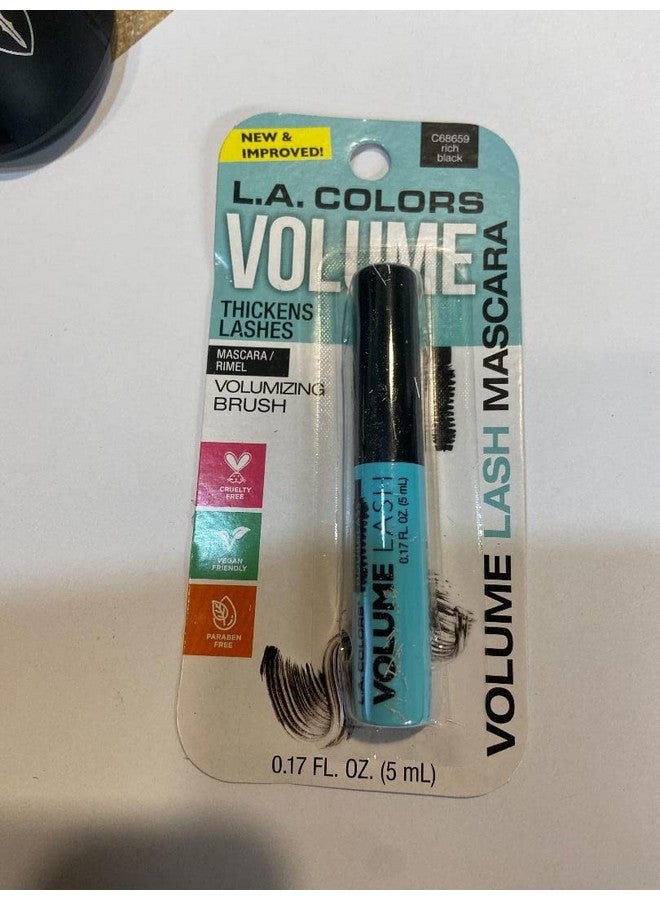 NEW &
IMPROVED!
C68659
rich
black
L.A. COLORS
VOLUME
THICKENS
LASHES
MASCARA/
RIMEL
VOLUMIZING
BRUSH
CRUELTY
FREE
VEGAN
FRIENDLY
PARABEN
FREE
L.A. COLORS
VOLUME LASH
0.17 FL. OZ. (5 mL)
VOLUME LASH MASCARA
0.17 FL. OZ. (5 mL)